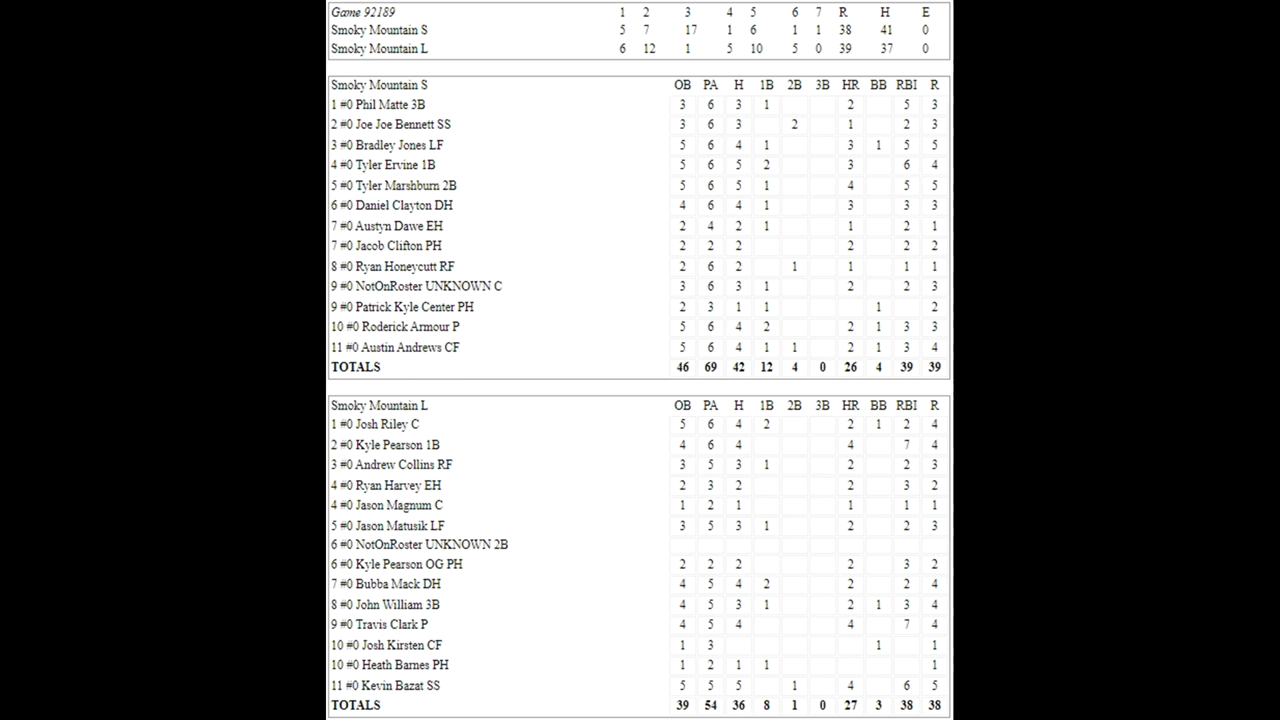 Game 92189 1 2 3 4 5 6 7 R H E
Smoky Mountain S 5 7 17 1 6 1 1 38 41 0
Smoky Mountain L 6 12 1 5 10 5 0 39 37 0
Smoky Mountain S OB PA H 1B 2B 3B HR BB RBI R
1 #0 Phil Matte 3B 3 6 3 1 2 5 3
2 #0 Joe Joe Bennett SS 3 6 3 2 1 2 3
3 #0 Bradley Jones LF 5 6 4 1 3 1 5 5
4 #0 Tyler Ervine 1B 5 6 5 2 3 6 4
5 #0 Tyler Marshburn 2B 5 6 5 1 4 5 5
6 #0 Daniel Clayton DH 4 6 4 1 3 3 3
7 #0 Austyn Dawe EH 2 4 2 1 1 2 1
7 #0 Jacob Clifton PH 2 2 2 2 2 2
8 #0 Ryan Honeycutt RF 2 6 2 1 1 1 1
9 #0 NotOnRoster UNKNOWN C 3 6 3 1 2 2 3
9 #0 Patrick Kyle Center PH 2 3 1 1 1 2
10 #0 Roderick Armour P 5 6 4 2 2 1 3 3
11 #0 Austin Andrews CF 5 6 4 1 1 2 1 3 4
TOTALS 46 69 42 12 4 0 26 4 39 39
Smoky Mountain L OB PA H 1B 2B 3B HR BB RBI R
1 #0 Josh Riley C 5 6 4 2 2 1 2 4
2 #0 Kyle Pearson 1B 4 6 4 4 7 4
3 #0 Andrew Collins RF 3 5 3 1 2 2 3
4 #0 Ryan Harvey EH 2 3 2 2 3 2
4 #0 Jason Magnum C 1 2 1 1 1 1
5 #0 Jason Matusik LF 3 5 3 1 2 2 3
6 #0 NotOnRoster UNKNOWN 2B
6 #0 Kyle Pearson OG PH 2 2 2 2 3 2
7 #0 Bubba Mack DH 4 5 4 2 2 2 4
8 #0 John William 3B 4 5 3 1 2 1 3 4
9 #0 Travis Clark P 4 5 4 4 7 4
10 #0 Josh Kirsten CF 1 3 1 1
10 #0 Heath Barnes PH 1 2 1 1 1
11 #0 Kevin Bazat SS 5 5 5 1 4 6 5
TOTALS 39 54 36 8 1 0 27 3 38 38